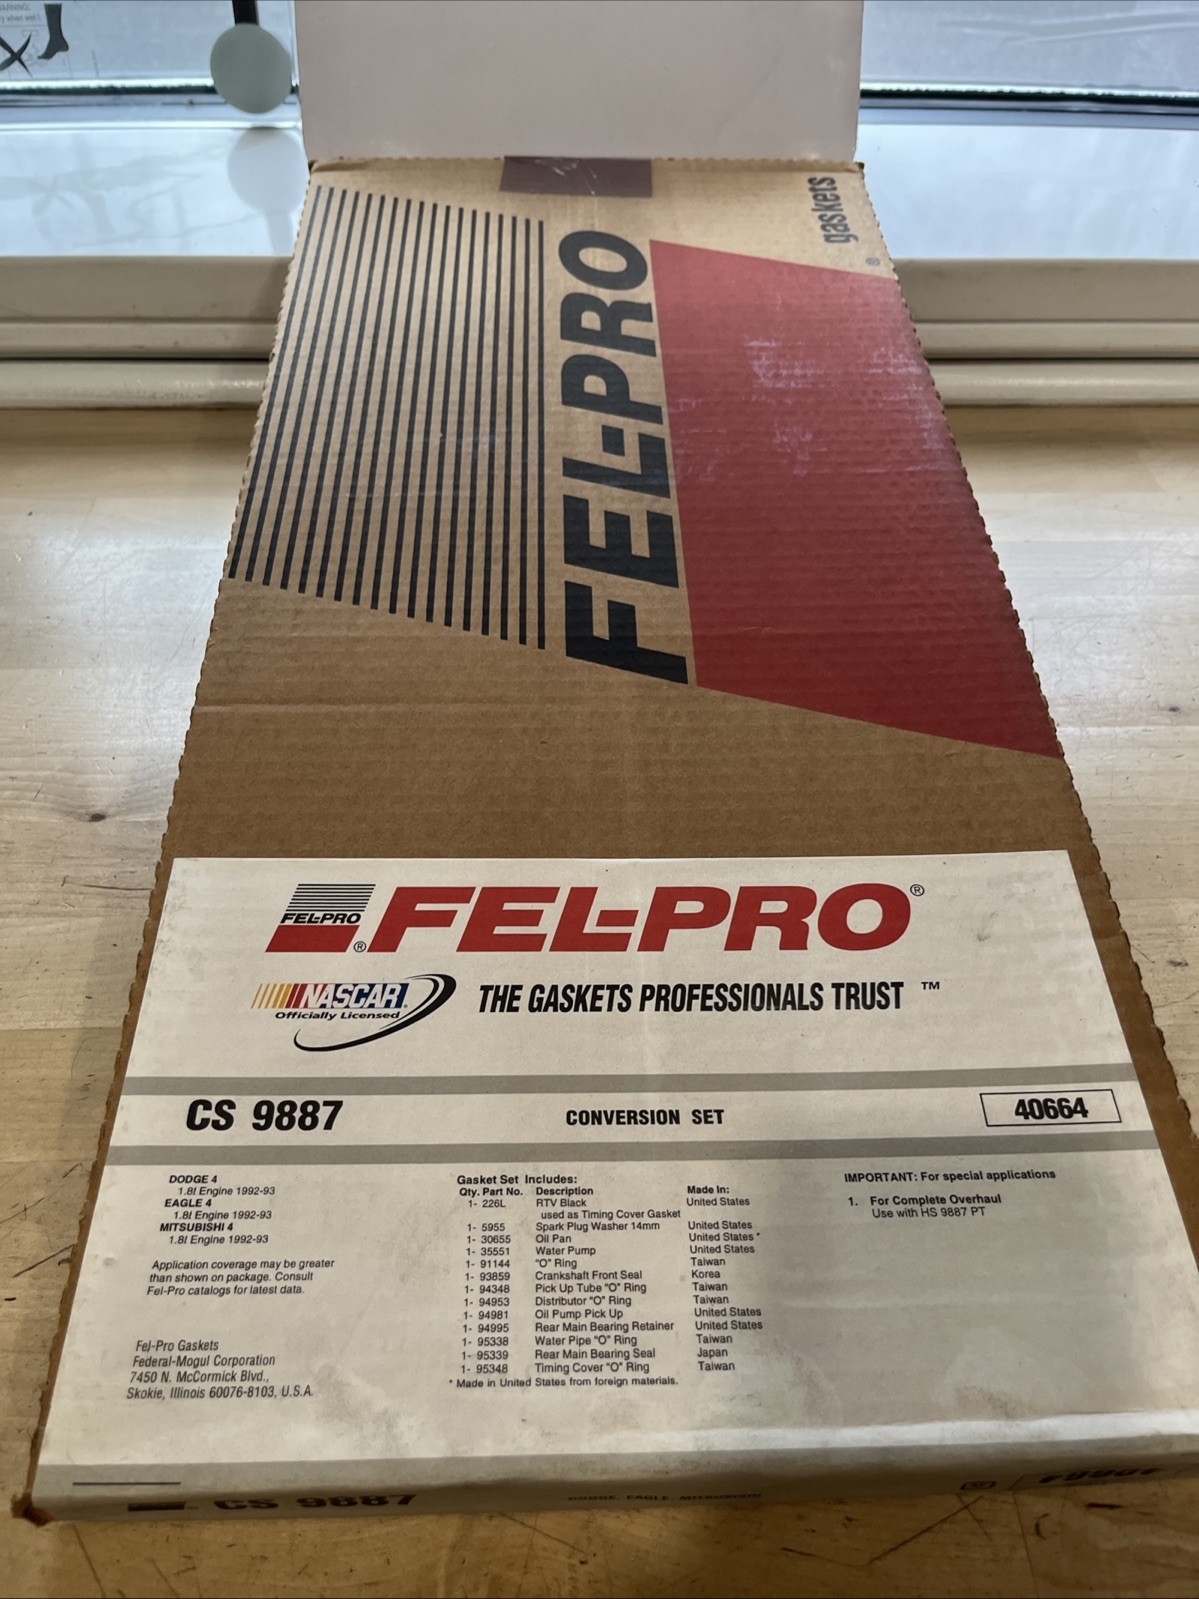 gaskets
®
FEL-PRO
FEL-PRO
®
FEL-PRO®
NASCAR®
Officially Licensed
THE GASKETS PROFESSIONALS TRUST ™
CS 9887
CONVERSION SET
40664
DODGE 4
1.8l Engine 1992-93
EAGLE 4
1.8l Engine 1992-93
MITSUBISHI 4
1.8l Engine 1992-93
Application coverage may be greater
than shown on package. Consult
Fel-Pro catalogs for latest data.
Fel-Pro Gaskets
Federal-Mogul Corporation
7450 N. McCormick Blvd.,
Skokie, Illinois 60076-8103, U.S.A.
Gasket Set Includes:
Qty. Part No. Description Made In:
1- 226L RTV Black United States
used as Timing Cover Gasket
1- 5955 Spark Plug Washer 14mm United States
1- 30655 Oil Pan United States *
1- 35551 Water Pump United States
1- 91144 "O" Ring Taiwan
1- 93859 Crankshaft Front Seal Korea
1- 94348 Pick Up Tube "O" Ring Taiwan
1- 94953 Distributor "O" Ring Taiwan
1- 94981 Oil Pump Pick Up United States
1- 94995 Rear Main Bearing Retainer United States
1- 95338 Water Pipe "O" Ring Taiwan
1- 95339 Rear Main Bearing Seal Japan
1- 95348 Timing Cover "O" Ring Taiwan
* Made in United States from foreign materials.
IMPORTANT: For special applications
1. For Complete Overhaul
Use with HS 9887 PT
CS 9887
DODGE, EAGLE, MITSUBISHI
40664